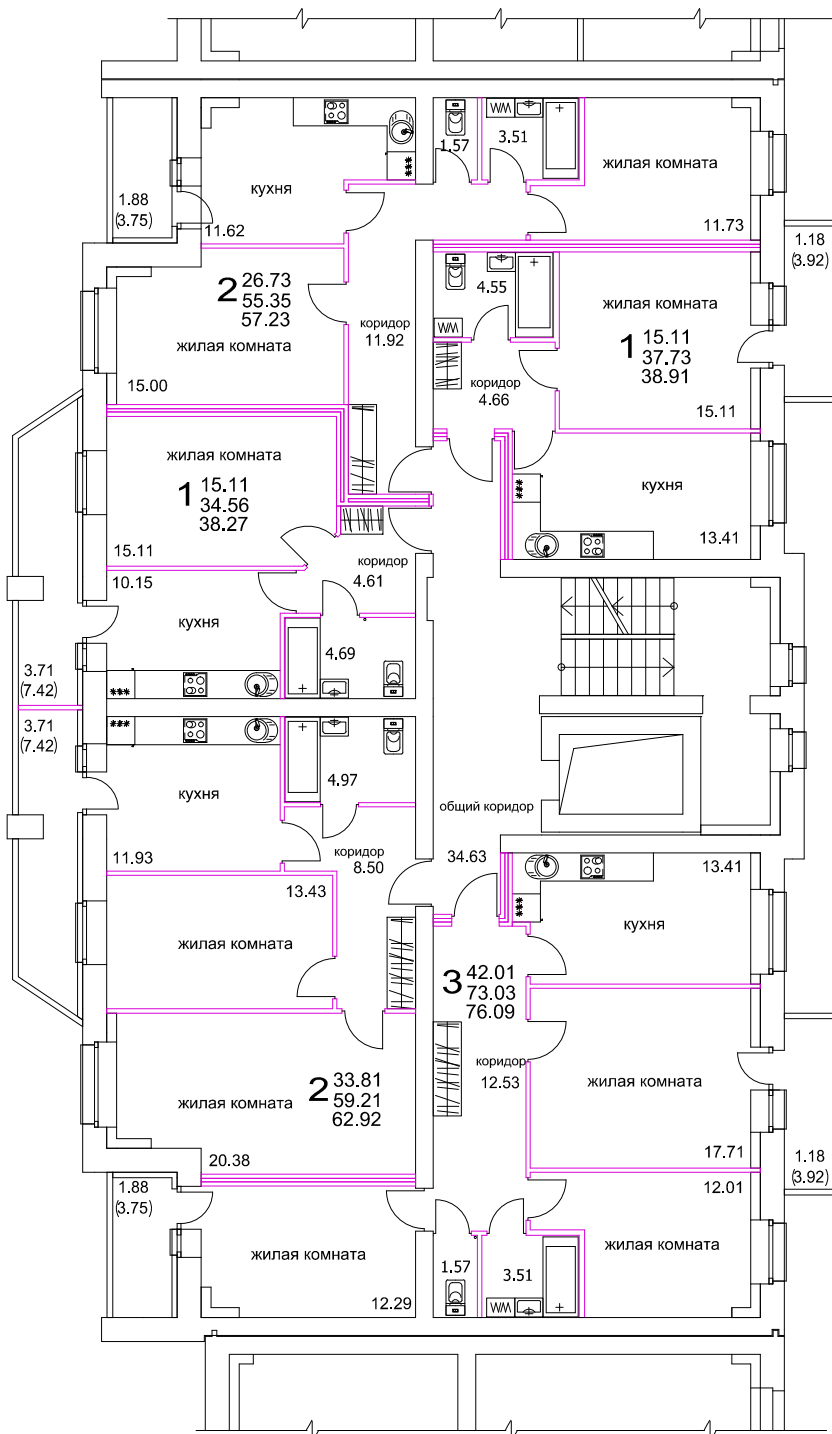 1.57
3.51
жилая комната
кухня
1.88
(3.75)
11.62
11.73
1.18
(3.92)
2 26.73
55.35
57.23
4.55
жилая комната
коридор
11.92
1 15.11
37.73
38.91
жилая комната
15.00
коридор
4.66
15.11
жилая комната
кухня
1 15.11
34.56
38.27
13.41
15.11
коридор
4.61
10.15
кухня
4.69
3.71
(7.42)
3.71
(7.42)
4.97
кухня
общий коридор
34.63
11.93
коридор
8.50
13.41
13.43
кухня
жилая комната
3 42.01
73.03
76.09
коридор
12.53
жилая комната
2 33.81
59.21
62.92
жилая комната
17.71
20.38
1.18
(3.92)
1.88
(3.75)
12.01
жилая комната
жилая комната
1.57
3.51
12.29
WM
WM
WM